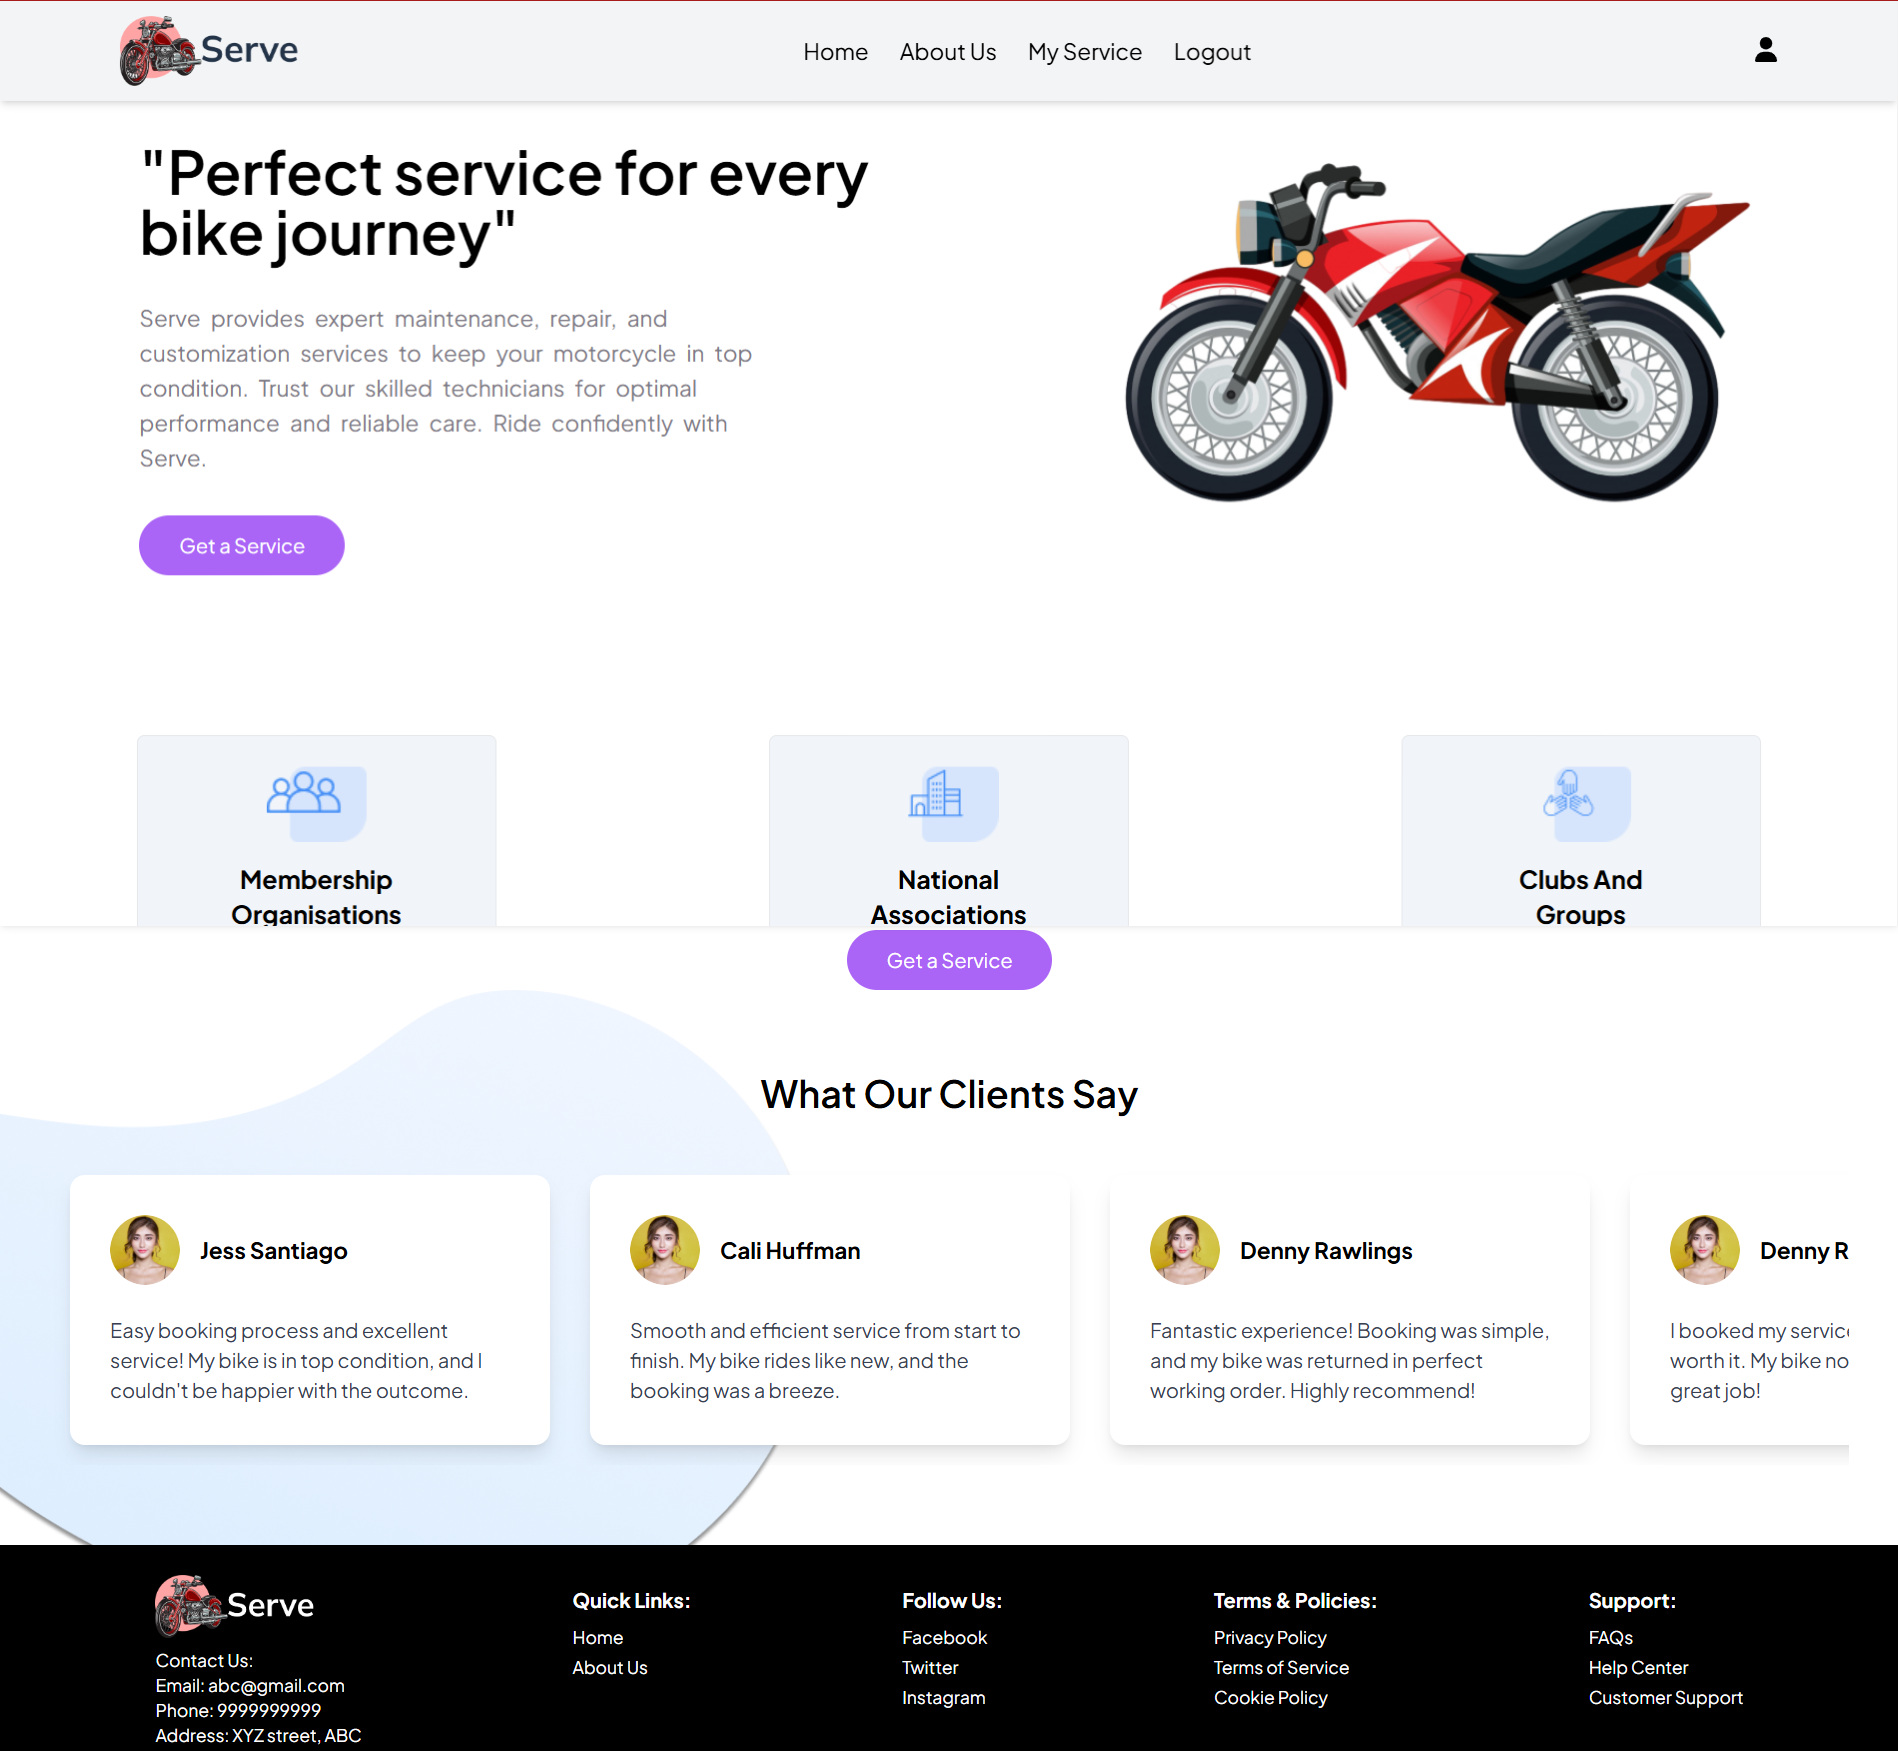 Serve
Home About Us My Service Logout
"Perfect service for every
bike journey"
Serve provides expert maintenance, repair, and
customization services to keep your motorcycle in top
condition. Trust our skilled technicians for optimal
performance and reliable care. Ride confidently with
Serve.
Get a Service
Membership
Organisations
National
Associations
Clubs And
Groups
Get a Service
What Our Clients Say
Jess Santiago
Easy booking process and excellent
service! My bike is in top condition, and I
couldn't be happier with the outcome.
Cali Huffman
Smooth and efficient service from start to
finish. My bike rides like new, and the
booking was a breeze.
Denny Rawlings
Fantastic experience! Booking was simple,
and my bike was returned in perfect
working order. Highly recommend!
Denny R
I booked my servic
worth it. My bike no
great job!
Serve
Contact Us:
Email: abc@gmail.com
Phone: 9999999999
Address: XYZ street, ABC
Quick Links:
Home
About Us
Follow Us:
Facebook
Twitter
Instagram
Terms & Policies:
Privacy Policy
Terms of Service
Cookie Policy
Support:
FAQs
Help Center
Customer Support